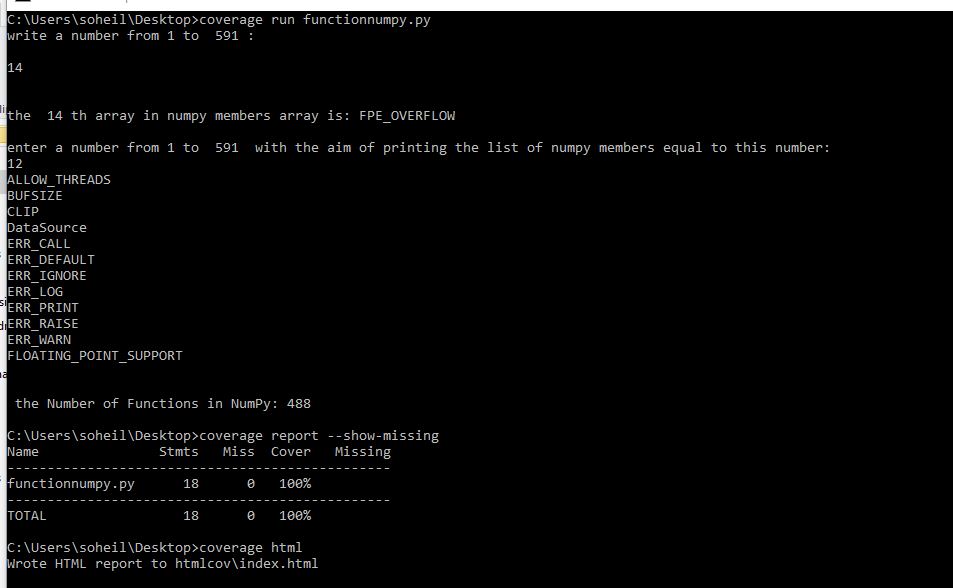 C:\Users\soheil\Desktop>coverage run functionnumpy.py
write a number from 1 to  591 :
14
the  14 th array in numpy members array is: FPE_OVERFLOW
enter a number from 1 to  591  with the aim of printing the list of numpy members equal to this number:
12
ALLOW_THREADS
BUFSIZE
CLIP
DataSource
ERR_CALL
ERR_DEFAULT
ERR_IGNORE
ERR_LOG
ERR_PRINT
ERR_RAISE
ERR_WARN
FLOATING_POINT_SUPPORT
the Number of Functions in NumPy: 488
C:\Users\soheil\Desktop>coverage report --show-missing
Name               Stmts   Miss  Cover   Missing
------------------------------------------------
functionnumpy.py      18      0   100%
------------------------------------------------
TOTAL                 18      0   100%
C:\Users\soheil\Desktop>coverage html
Wrote HTML report to htmlcov\index.html